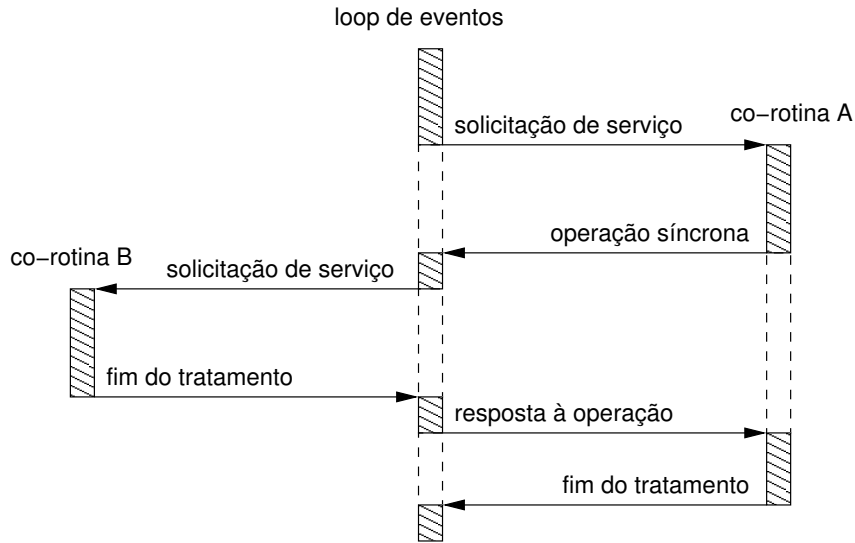 loop de eventos
co−rotina A
solicitação de serviço
operação síncrona
co−rotina B
solicitação de serviço
fim do tratamento
resposta à operação
fim do tratamento